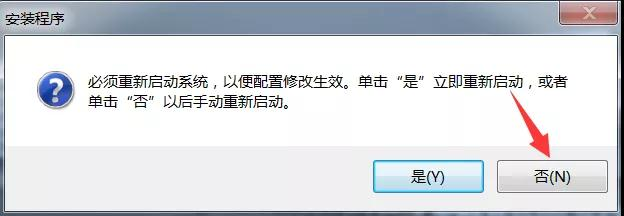 安装程序
必须重新启动系统，以便配置修改生效。单击“是”立即重新启动，或者
单击“否”以后手动重新启动。
是(Y)
否(N)